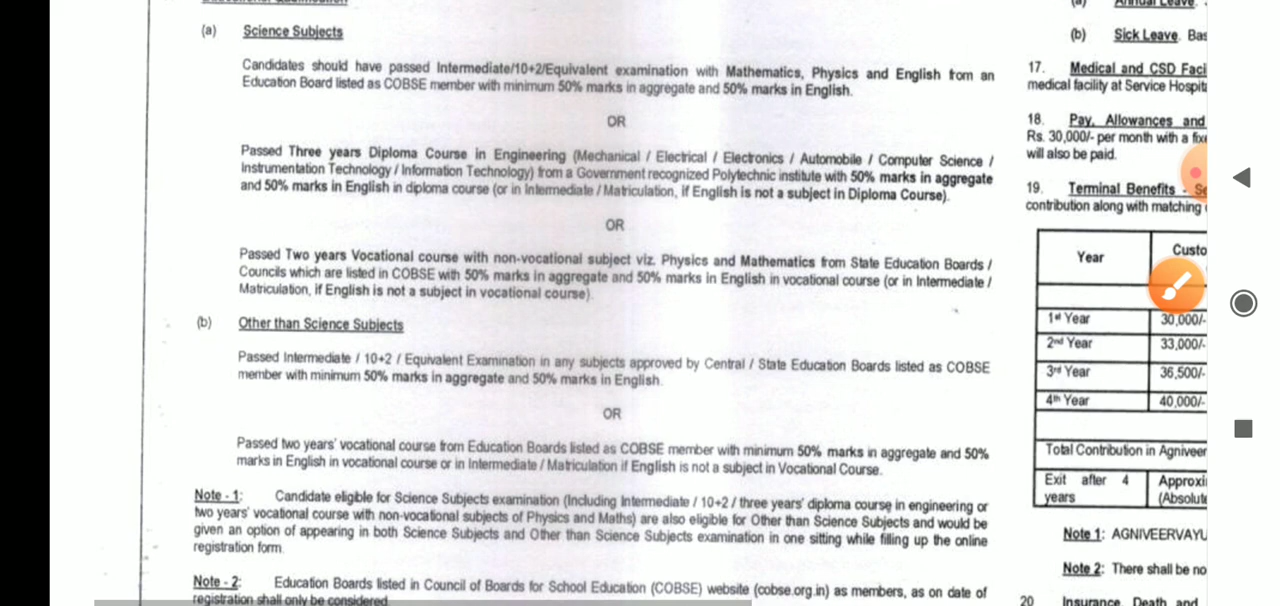 (a) Science Subjects
Candidates should have passed Intermediate/10+2/Equivalent examination with Mathematics, Physics and English from an
Education Board listed as COBSE member with minimum 50% marks in aggregate and 50% marks in English.
OR
Passed Three years Diploma Course in Engineering (Mechanical / Electrical / Electronics / Automobile / Computer Science /
Instrumentation Technology / Information Technology) from a Government recognized Polytechnic institute with 50% marks in aggregate
and 50% marks in English in diploma course (or in Intermediate / Matriculation, if English is not a subject in Diploma Course).
OR
Passed Two years Vocational course with non-vocational subject viz. Physics and Mathematics from State Education Boards /
Councils which are listed in COBSE with 50% marks in aggregate and 50% marks in English in vocational course (or in Intermediate /
Matriculation, if English is not a subject in vocational course).
(b) Other than Science Subjects
Passed Intermediate / 10+2 / Equivalent Examination in any subjects approved by Central / State Education Boards listed as COBSE
member with minimum 50% marks in aggregate and 50% marks in English.
OR
Passed two years' vocational course from Education Boards listed as COBSE member with minimum 50% marks in aggregate and 50%
marks in English in vocational course or in Intermediate / Matriculation if English is not a subject in Vocational Course.
Note - 1: Candidate eligible for Science Subjects examination (Including Intermediate / 10+2 / three years' diploma course in engineering or
two years' vocational course with non-vocational subjects of Physics and Maths) are also eligible for Other than Science Subjects and would be
given an option of appearing in both Science Subjects and Other than Science Subjects examination in one sitting while filling up the online
registration form.
Note - 2: Education Boards listed in Council of Boards for School Education (COBSE) website (cobse.org.in) as members, as on date of
registration shall only be considered
(a) Annual Leave.
(b) Sick Leave. Bas
17. Medical and CSD Faci
medical facility at Service Hospit
18. Pay, Allowances and
Rs. 30,000/- per month with a fixe
will also be paid.
19. Terminal Benefits - Se
contribution along with matching
Year Custo
1st Year 30,000/-
2nd Year 33,000/-
3rd Year 36,500/-
4th Year 40,000/-
Total Contribution in Agniveer
Exit after 4 Approxi
years (Absolute
Note 1: AGNIVEERVAYU
Note 2: There shall be no
20 Insurance, Death and